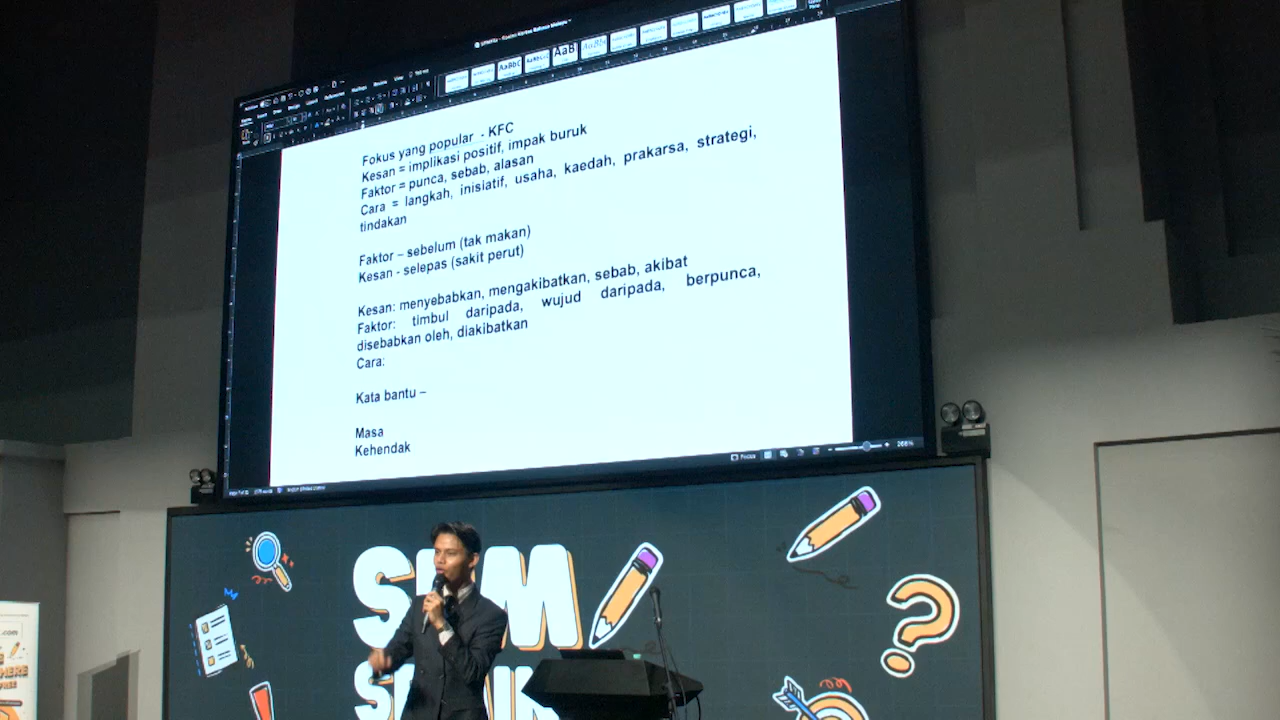 Fokus yang popular - KFC
Kesan = implikasi positif, impak buruk
Faktor = punca, sebab, alasan
Cara = langkah, inisiatif, usaha, kaedah, prakarsa, strategi,
tindakan
Faktor – sebelum (tak makan)
Kesan - selepas (sakit perut)
Kesan: menyebabkan, mengakibatkan, sebab, akibat
Faktor: timbul daripada, wujud daripada, berpunca,
disebabkan oleh, diakibatkan
Cara:
Kata bantu –
Masa
Kehendak
Focus